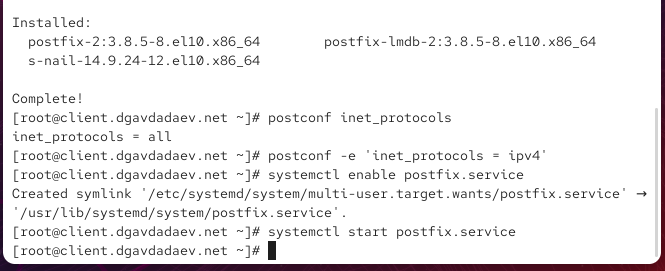 Installed:
postfix-2:3.8.5-8.el10.x86_64 postfix-lmdb-2:3.8.5-8.el10.x86_64
s-nail-14.9.24-12.el10.x86_64
Complete!
[root@client.dgavdadaev.net ~]# postconf inet_protocols
inet_protocols = all
[root@client.dgavdadaev.net ~]# postconf -e 'inet_protocols = ipv4'
[root@client.dgavdadaev.net ~]# systemctl enable postfix.service
Created symlink '/etc/systemd/system/multi-user.target.wants/postfix.service' →
'/usr/lib/systemd/system/postfix.service'.
[root@client.dgavdadaev.net ~]# systemctl start postfix.service
[root@client.dgavdadaev.net ~]#